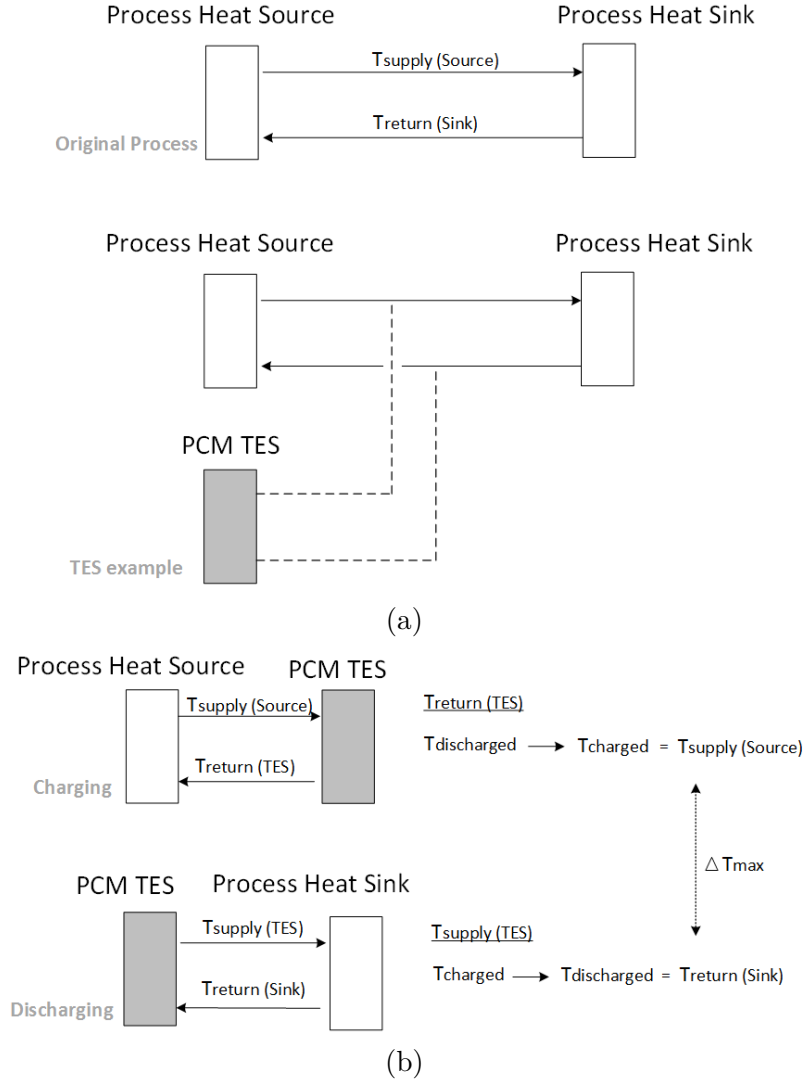 Process Heat Source
Process Heat Sink
Tsupply (Source)
Treturn (Sink)
Original Process
Process Heat Source
Process Heat Sink
PCM TES
TES example
(a)
Process Heat Source
PCM TES
Tsupply (Source)
Treturn (TES)
Charging
Treturn (TES)
Tdischarged → Tcharged = Tsupply (Source)
△ Tmax
PCM TES
Process Heat Sink
Tsupply (TES)
Treturn (Sink)
Discharging
Tsupply (TES)
Tcharged → Tdischarged = Treturn (Sink)
(b)